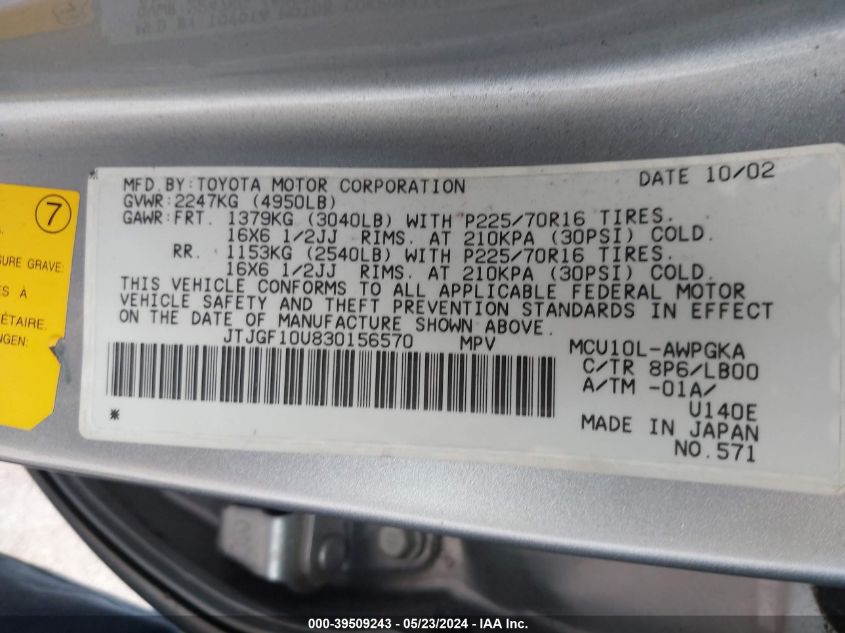 DATE 10/02
MFD.BY:TOYOTA MOTOR CORPORATION
GVWR:2247KG (4950LB)
GAWR:FRT. 1379KG (3040LB) WITH P225/70R16 TIRES.
16X6 1/2JJ RIMS. AT 210KPA (30PSI) COLD.
RR. 1153KG (2540LB) WITH P225/70R16 TIRES.
16X6 1/2JJ RIMS. AT 210KPA (30PSI) COLD.
THIS VEHICLE CONFORMS TO ALL APPLICABLE FEDERAL MOTOR
VEHICLE SAFETY AND THEFT PREVENTION STANDARDS IN EFFECT
ON THE DATE OF MANUFACTURE SHOWN ABOVE.
JTJGF10U830156570 MPV MCU10L-AWPGKA
C/TR 8P6/LB00
A/TM -01A/
U140E
MADE IN JAPAN
NO.571
7
SURE GRAVE.
S À
ÉTAIRE.
NGEN:
000-39509243 - 05/23/2024 - IAA Inc.